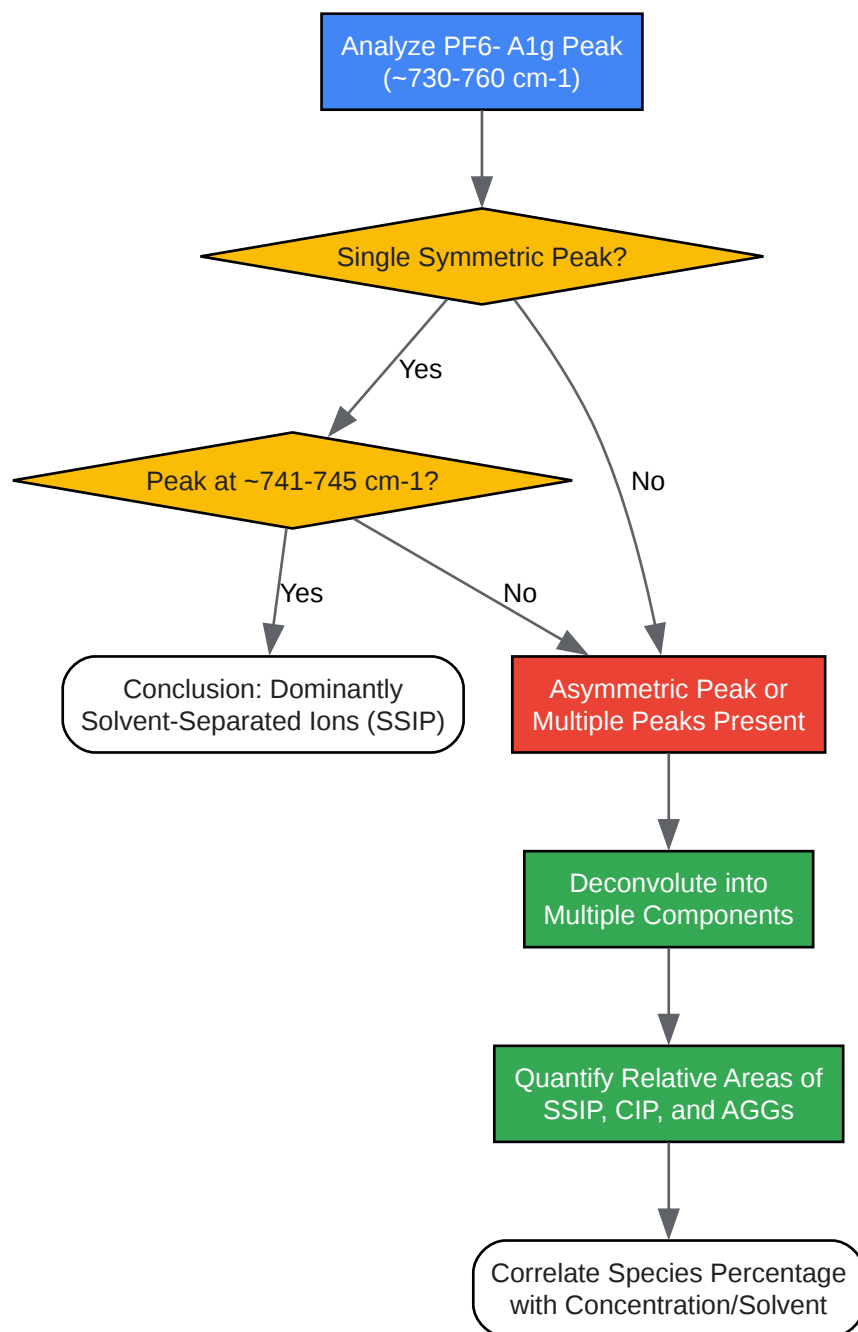 Analyze PF6- A1g Peak
(~730-760 cm-1)
Single Symmetric Peak?
Yes
No
Peak at ~741-745 cm-1?
Yes
No
Conclusion: Dominantly
Solvent-Separated Ions (SSIP)
Asymmetric Peak or
Multiple Peaks Present
Deconvolute into
Multiple Components
Quantify Relative Areas of
SSIP, CIP, and AGGs
Correlate Species Percentage
with Concentration/Solvent